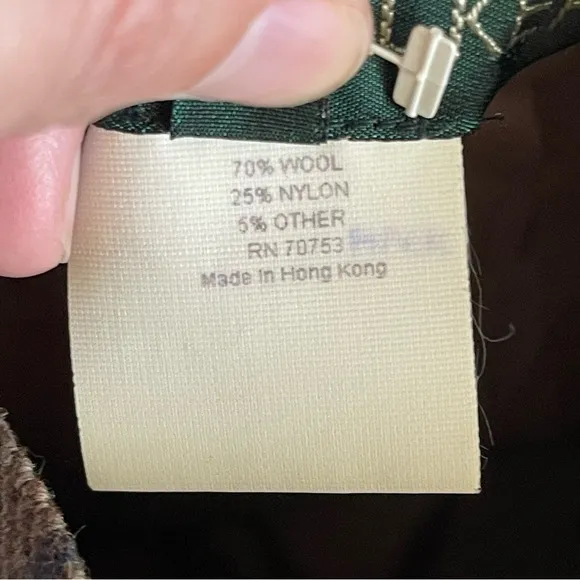 70% WOOL
25% NYLON
5% OTHER
RN 70753
Made in Hong Kong